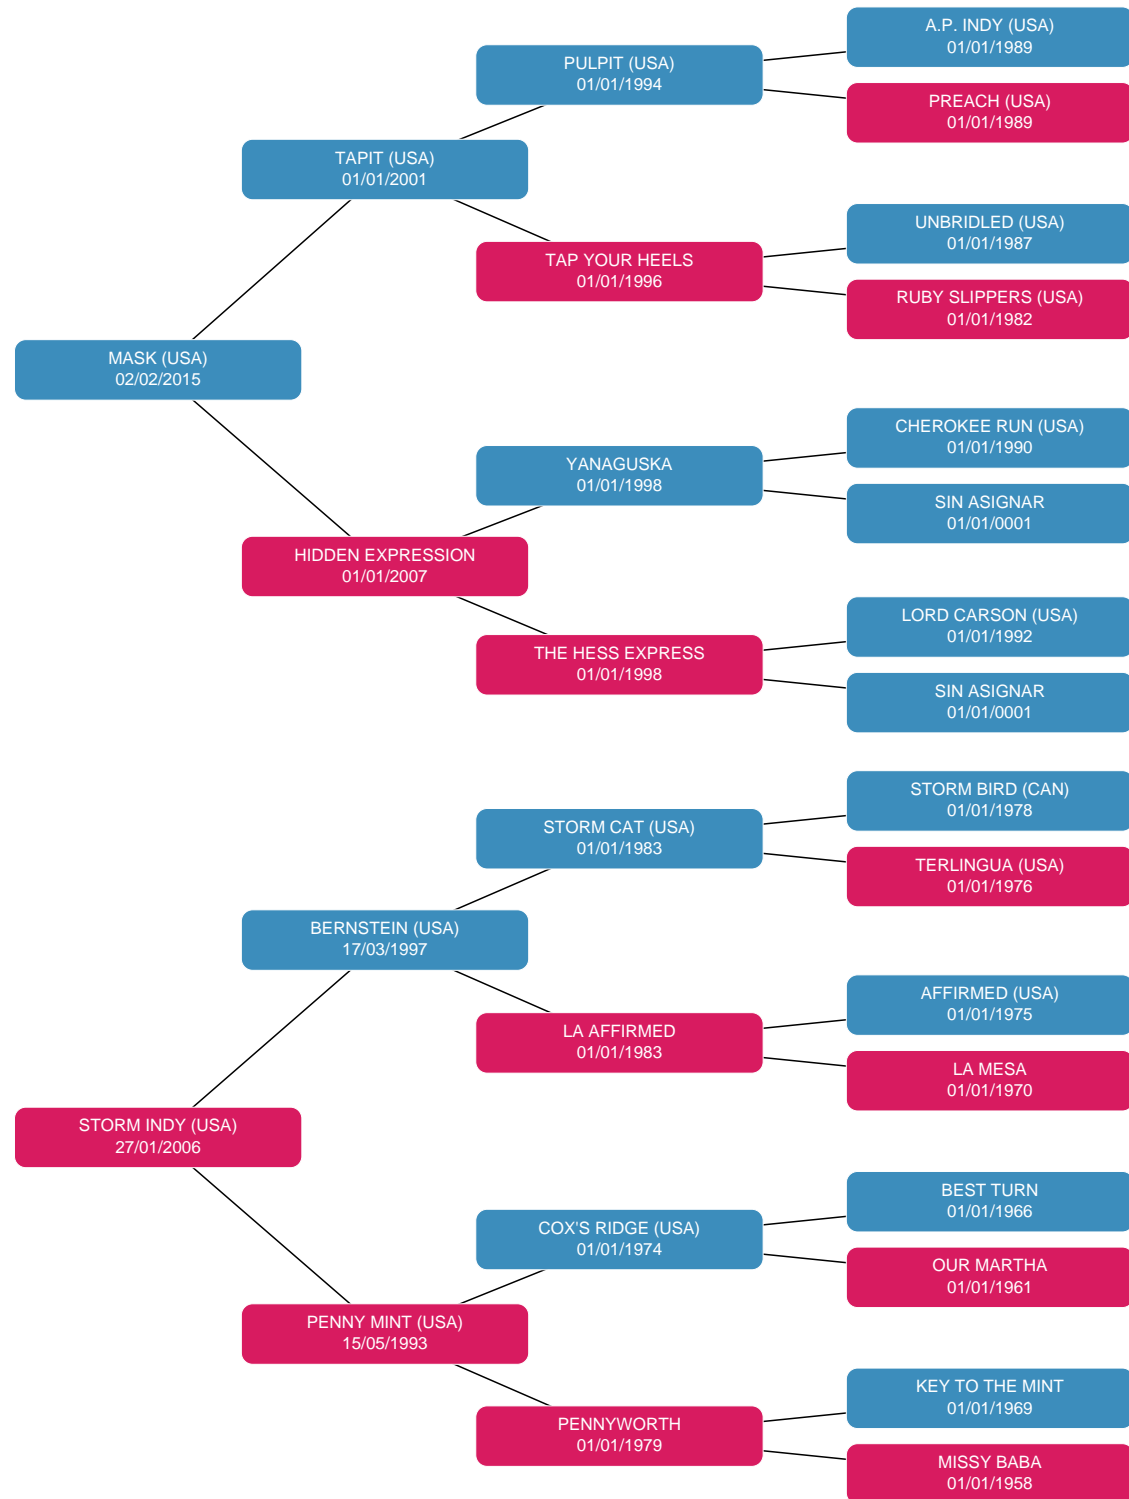 A.P. INDY (USA)
01/01/1989
PULPIT (USA)
01/01/1994
PREACH (USA)
01/01/1989
TAPIT (USA)
01/01/2001
UNBRIDLED (USA)
01/01/1987
TAP YOUR HEELS
01/01/1996
RUBY SLIPPERS (USA)
01/01/1982
MASK (USA)
02/02/2015
CHEROKEE RUN (USA)
01/01/1990
YANAGUSKA
01/01/1998
SIN ASIGNAR
01/01/0001
HIDDEN EXPRESSION
01/01/2007
LORD CARSON (USA)
01/01/1992
THE HESS EXPRESS
01/01/1998
SIN ASIGNAR
01/01/0001
STORM BIRD (CAN)
01/01/1978
STORM CAT (USA)
01/01/1983
TERLINGUA (USA)
01/01/1976
BERNSTEIN (USA)
17/03/1997
AFFIRMED (USA)
01/01/1975
LA AFFIRMED
01/01/1983
LA MESA
01/01/1970
STORM INDY (USA)
27/01/2006
BEST TURN
01/01/1966
COX'S RIDGE (USA)
01/01/1974
OUR MARTHA
01/01/1961
PENNY MINT (USA)
15/05/1993
KEY TO THE MINT
01/01/1969
PENNYWORTH
01/01/1979
MISSY BABA
01/01/1958